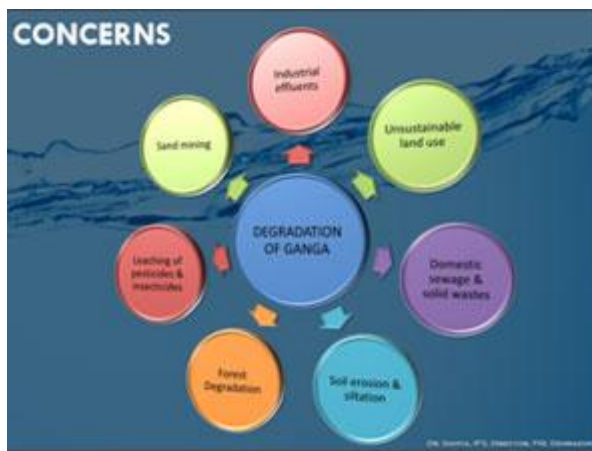 CONCERNS
Industrial
effluents
Unsustainable
land use
Sand mining
DEGRADATION
OF GANGA
Leaching of
pesticides &
insecticides
Domestic
sewage &
solid wastes
Forest
Degradation
Soil erosion &
siltation